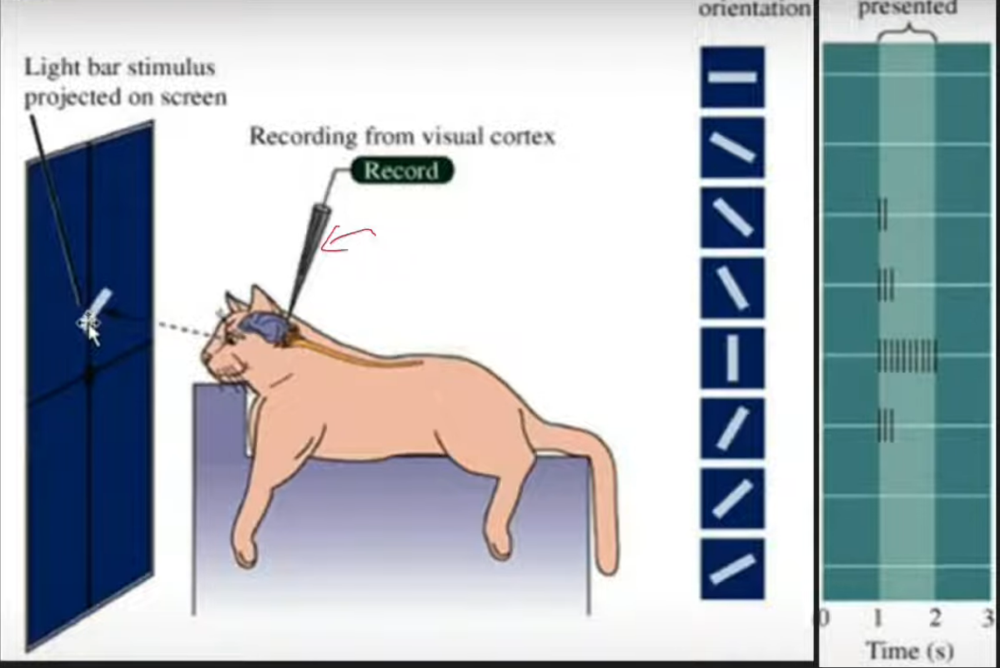 orientation
presented
Light bar stimulus
projected on screen
Recording from visual cortex
Record
0 1 2 3
Time (s)